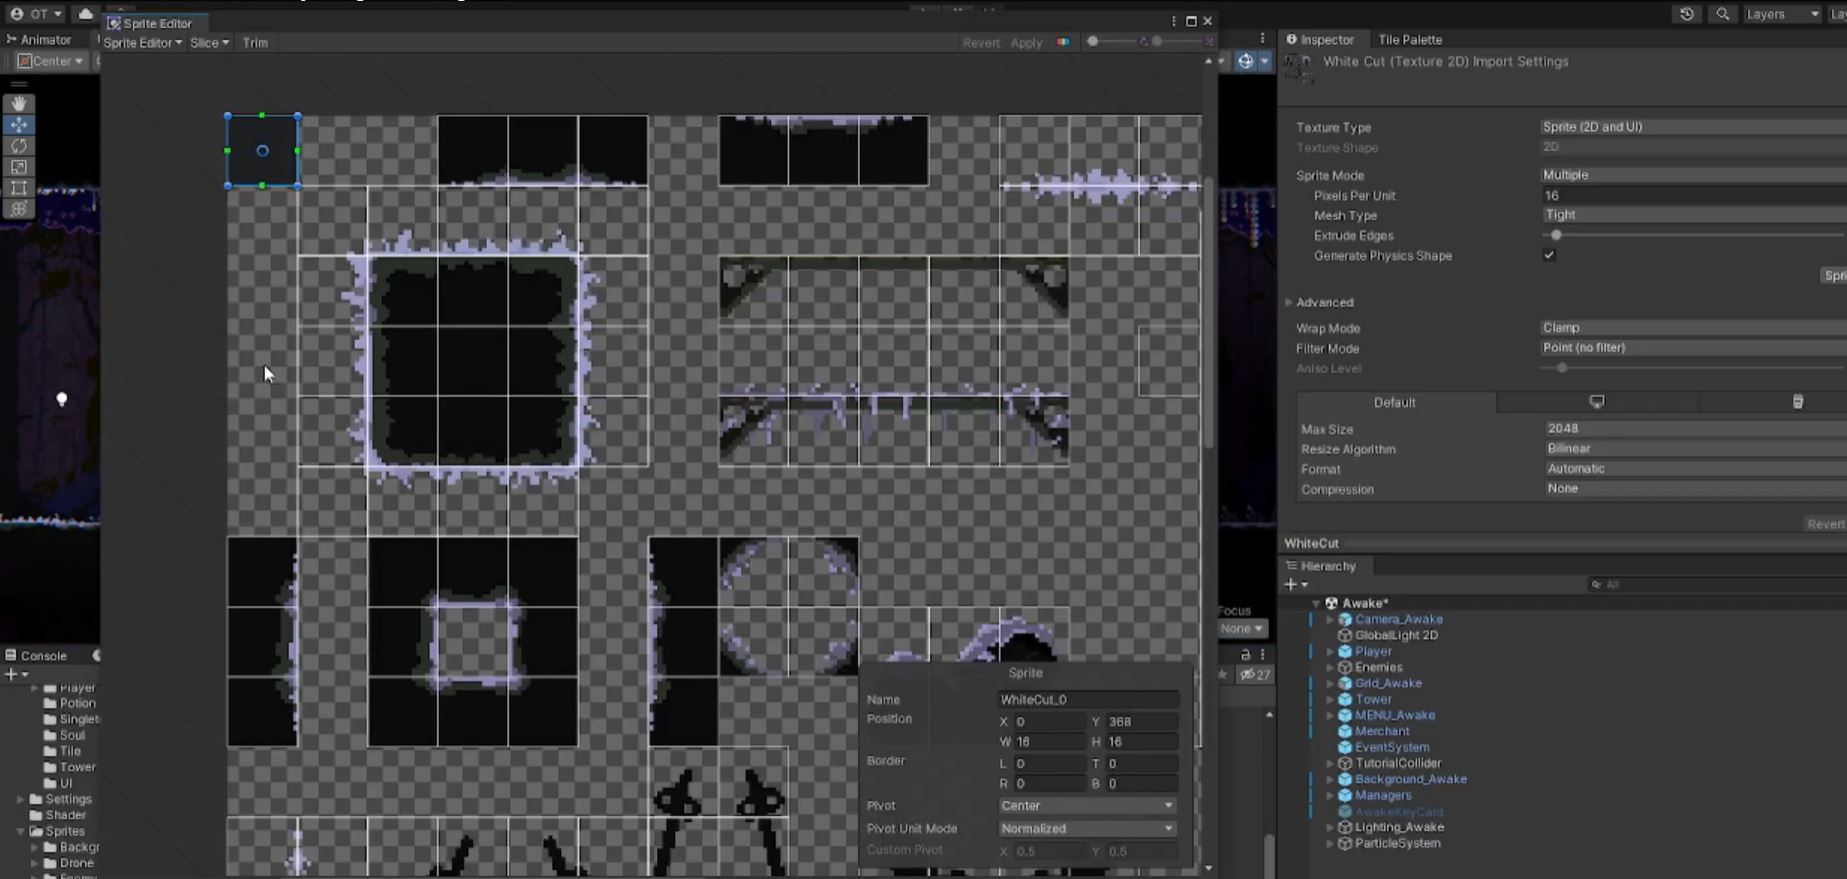 OT
Layers
Sprite Editor
Animator
Sprite Editor
Slice
Trim
Revert
Apply
Center
Inspector
Tile Palette
White Cut (Texture 2D) Import Settings
Texture Type
Sprite (2D and UI)
Texture Shape
2D
Sprite Mode
Multiple
Pixels Per Unit
16
Mesh Type
Tight
Extrude Edges
Generate Physics Shape
Spri
Advanced
Wrap Mode
Clamp
Filter Mode
Point (no filter)
Aniso Level
Default
Max Size
2048
Resize Algorithm
Bilinear
Format
Automatic
Compression
None
Revert
WhiteCut
Hierarchy
All
Awake*
Camera_Awake
GlobalLight 2D
Player
Enemies
Grid_Awake
Tower
MENU_Awake
Merchant
EventSystem
TutorialCollider
Background_Awake
Managers
AwakeKeyCard
Lighting_Awake
ParticleSystem
Focus
None
27
Console
Player
Potion
Singlet
Soul
Tile
Tower
UI
Settings
Shader
Sprites
Backgr
Drone
Sprite
Name
WhiteCut_0
Position
X 0 Y 368
W 16 H 16
Border
L 0 T 0
R 0 B 0
Pivot
Center
Pivot Unit Mode
Normalized
Custom Pivot
X 0.5 Y 0.5